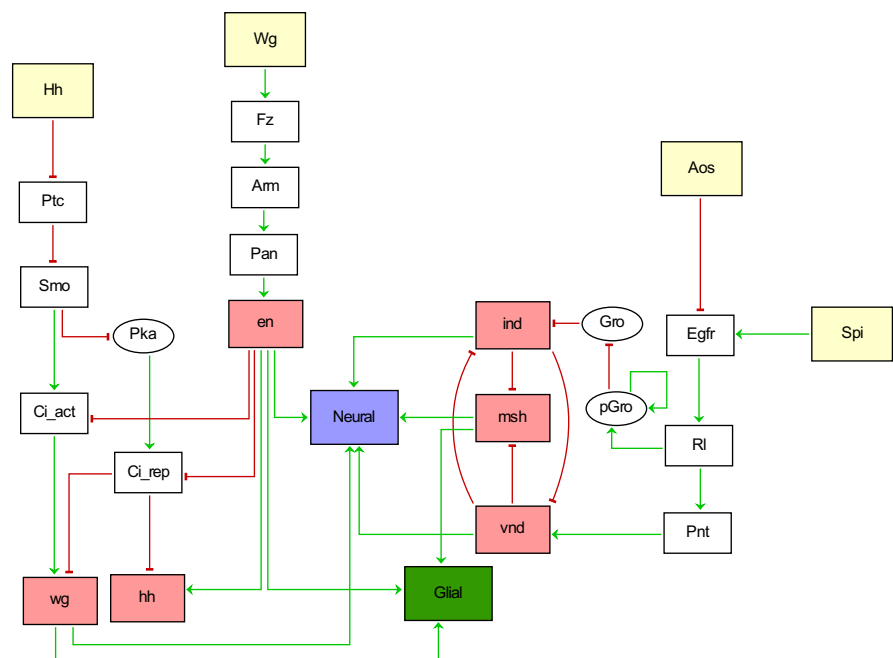 Wg
Hh
Fz
Aos
Arm
Ptc
Pan
Smo
en
ind
Gro
Pka
Egfr
Spi
Ci_act
Neural
msh
pGro
Rl
Ci_rep
vnd
Pnt
wg
hh
Glial